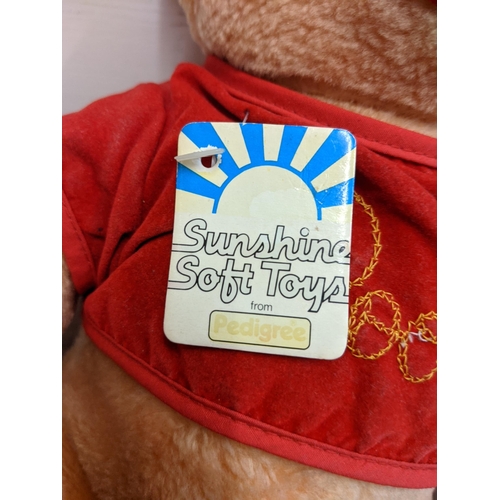 Sunshine
Soft Toys
from
Pedigree